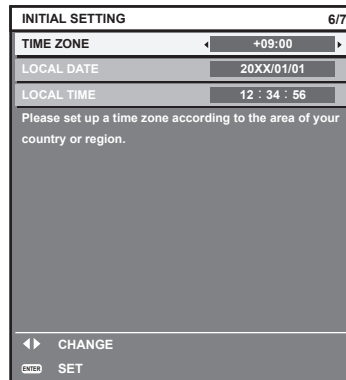 INITIAL SETTING 6/7
TIME ZONE +09:00
LOCAL DATE 20XX/01/01
LOCAL TIME 12 : 34 : 56
Please set up a time zone according to the area of your
country or region.
CHANGE
ENTER SET